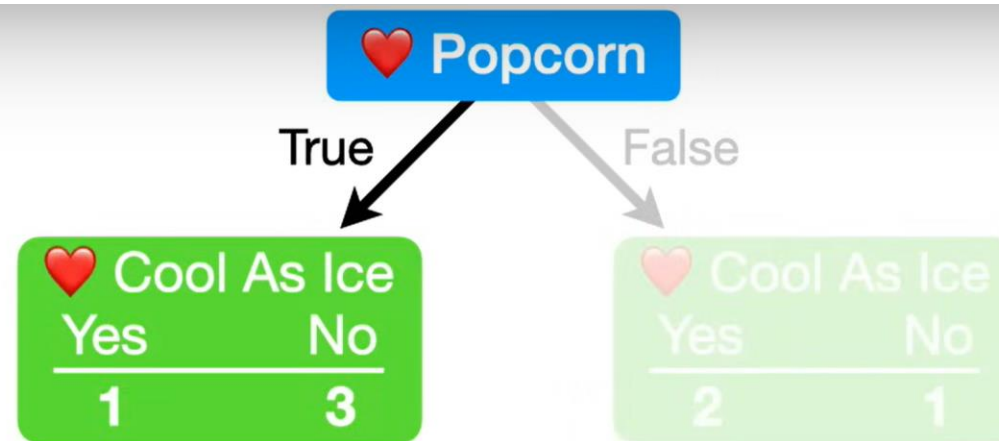 ❤️ Popcorn
True False
❤️ Cool As Ice ❤️ Cool As Ice
Yes No Yes No
1 3 2 1